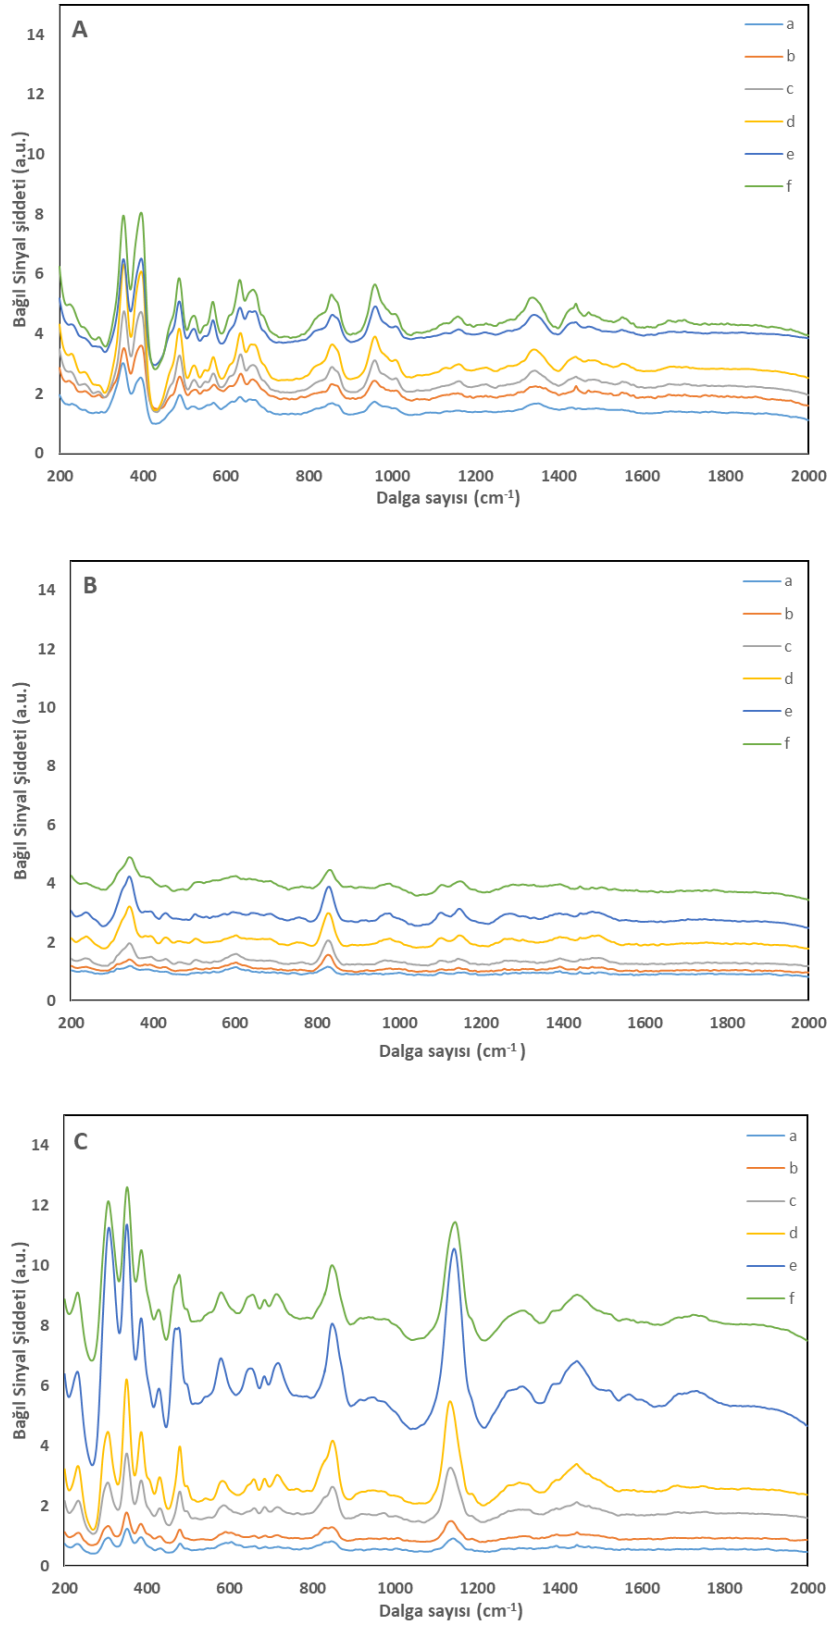 A
Bağıl Sinyal Şiddeti (a.u.)
14
12
10
8
6
4
2
0
a
b
c
d
e
f
200 400 600 800 1000 1200 1400 1600 1800 2000
Dalga sayısı (cm-1)
B
Bağıl Sinyal Şiddeti (a.u.)
14
12
10
8
6
4
2
0
a
b
c
d
e
f
200 400 600 800 1000 1200 1400 1600 1800 2000
Dalga sayısı (cm-1 )
C
Bağıl Sinyal Şiddeti (a.u.)
14
12
10
8
6
4
2
0
a
b
c
d
e
f
200 400 600 800 1000 1200 1400 1600 1800 2000
Dalga sayısı (cm-1)